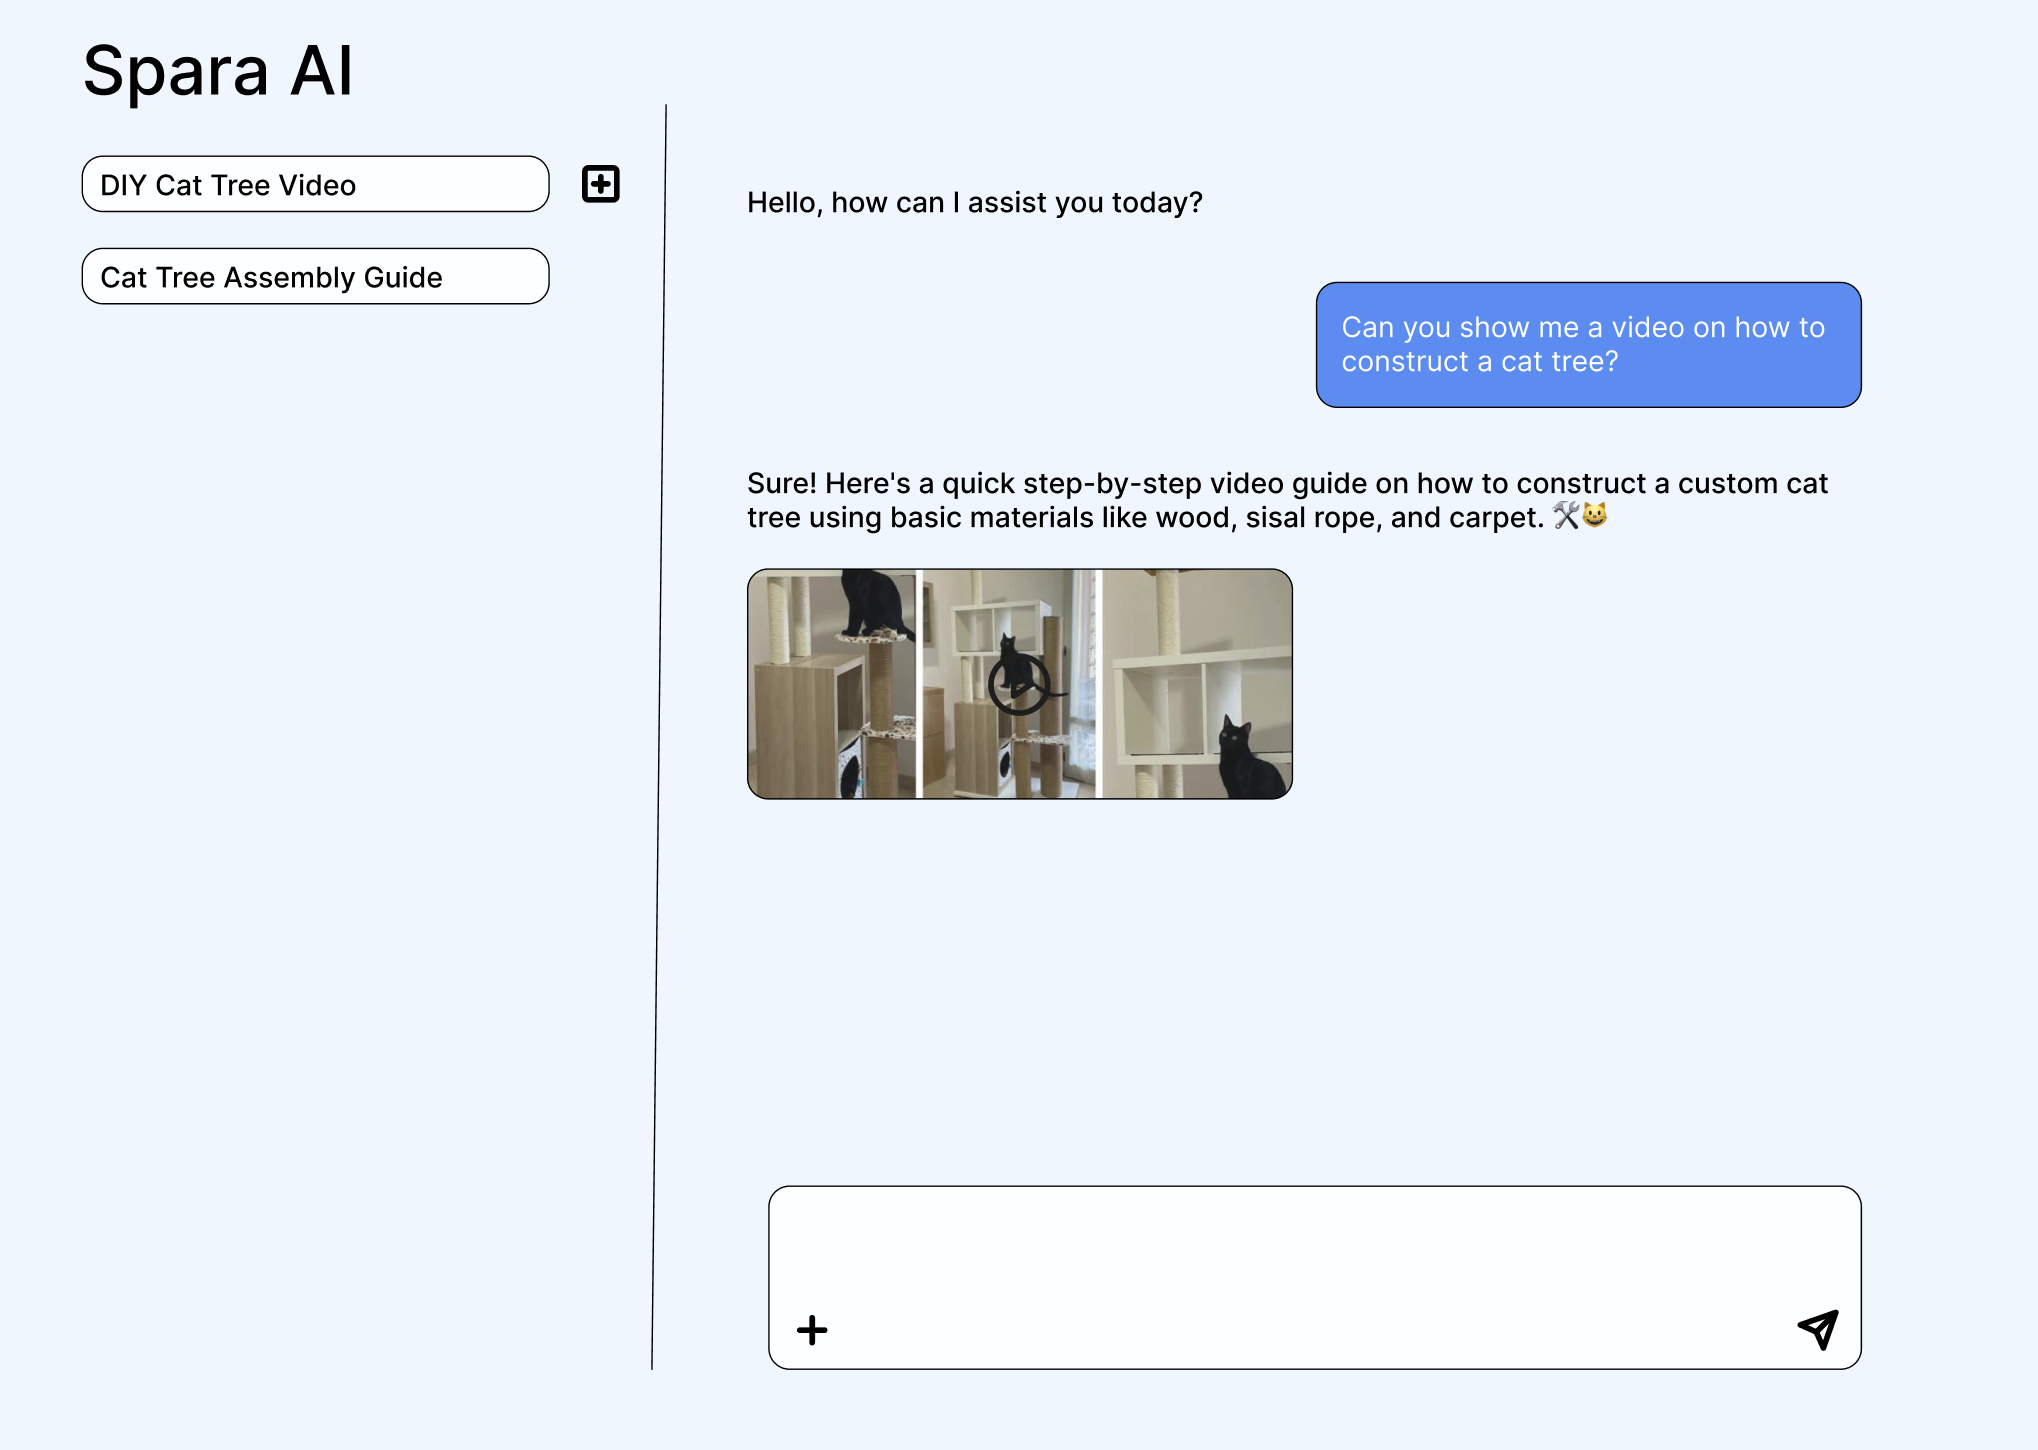 Spara AI
DIY Cat Tree Video
Cat Tree Assembly Guide
Hello, how can I assist you today?
Can you show me a video on how to
construct a cat tree?
Sure! Here's a quick step-by-step video guide on how to construct a custom cat
tree using basic materials like wood, sisal rope, and carpet. 🛠️😺